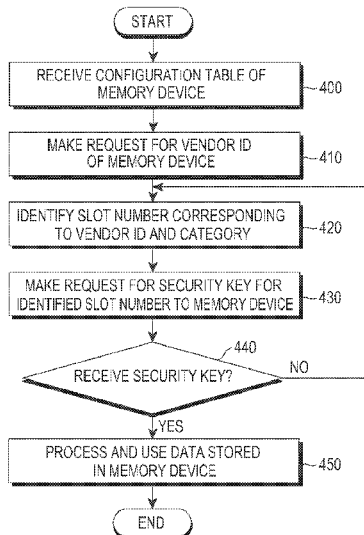 START
RECEIVE CONFIGURATION TABLE OF
MEMORY DEVICE
400
MAKE REQUEST FOR VENDOR ID
OF MEMORY DEVICE
410
IDENTIFY SLOT NUMBER CORRESPONDING
TO VENDOR ID AND CATEGORY
420
MAKE REQUEST FOR SECURITY KEY FOR
IDENTIFIED SLOT NUMBER TO MEMORY DEVICE
430
440
RECEIVE SECURITY KEY?
NO
YES
PROCESS AND USE DATA STORED
IN MEMORY DEVICE
450
END